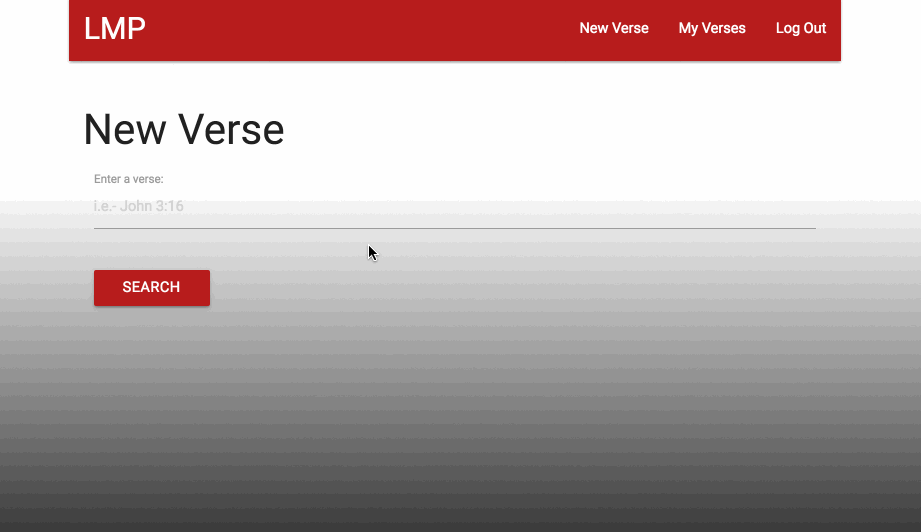 LMP
New Verse My Verses Log Out
New Verse
Enter a verse:
i.e.- John 3:16
SEARCH